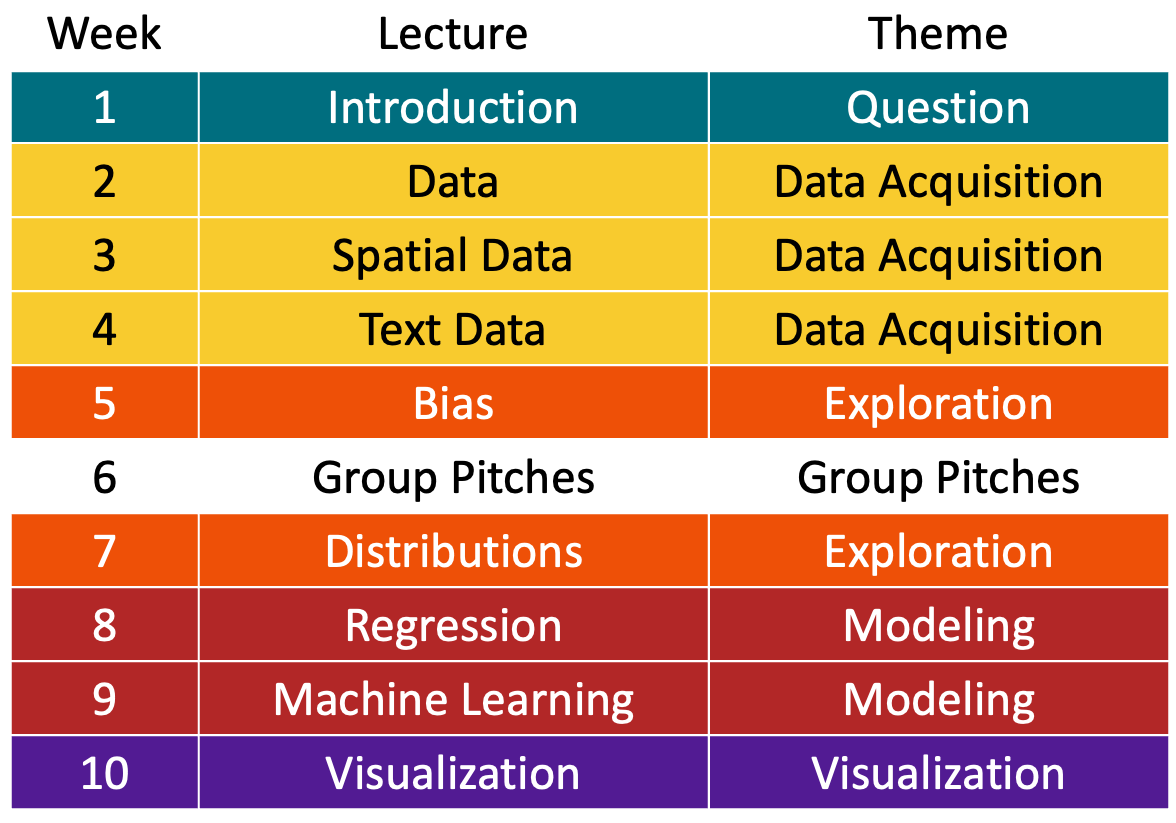 Week Lecture Theme
1 Introduction Question
2 Data Data Acquisition
3 Spatial Data Data Acquisition
4 Text Data Data Acquisition
5 Bias Exploration
6 Group Pitches Group Pitches
7 Distributions Exploration
8 Regression Modeling
9 Machine Learning Modeling
10 Visualization Visualization